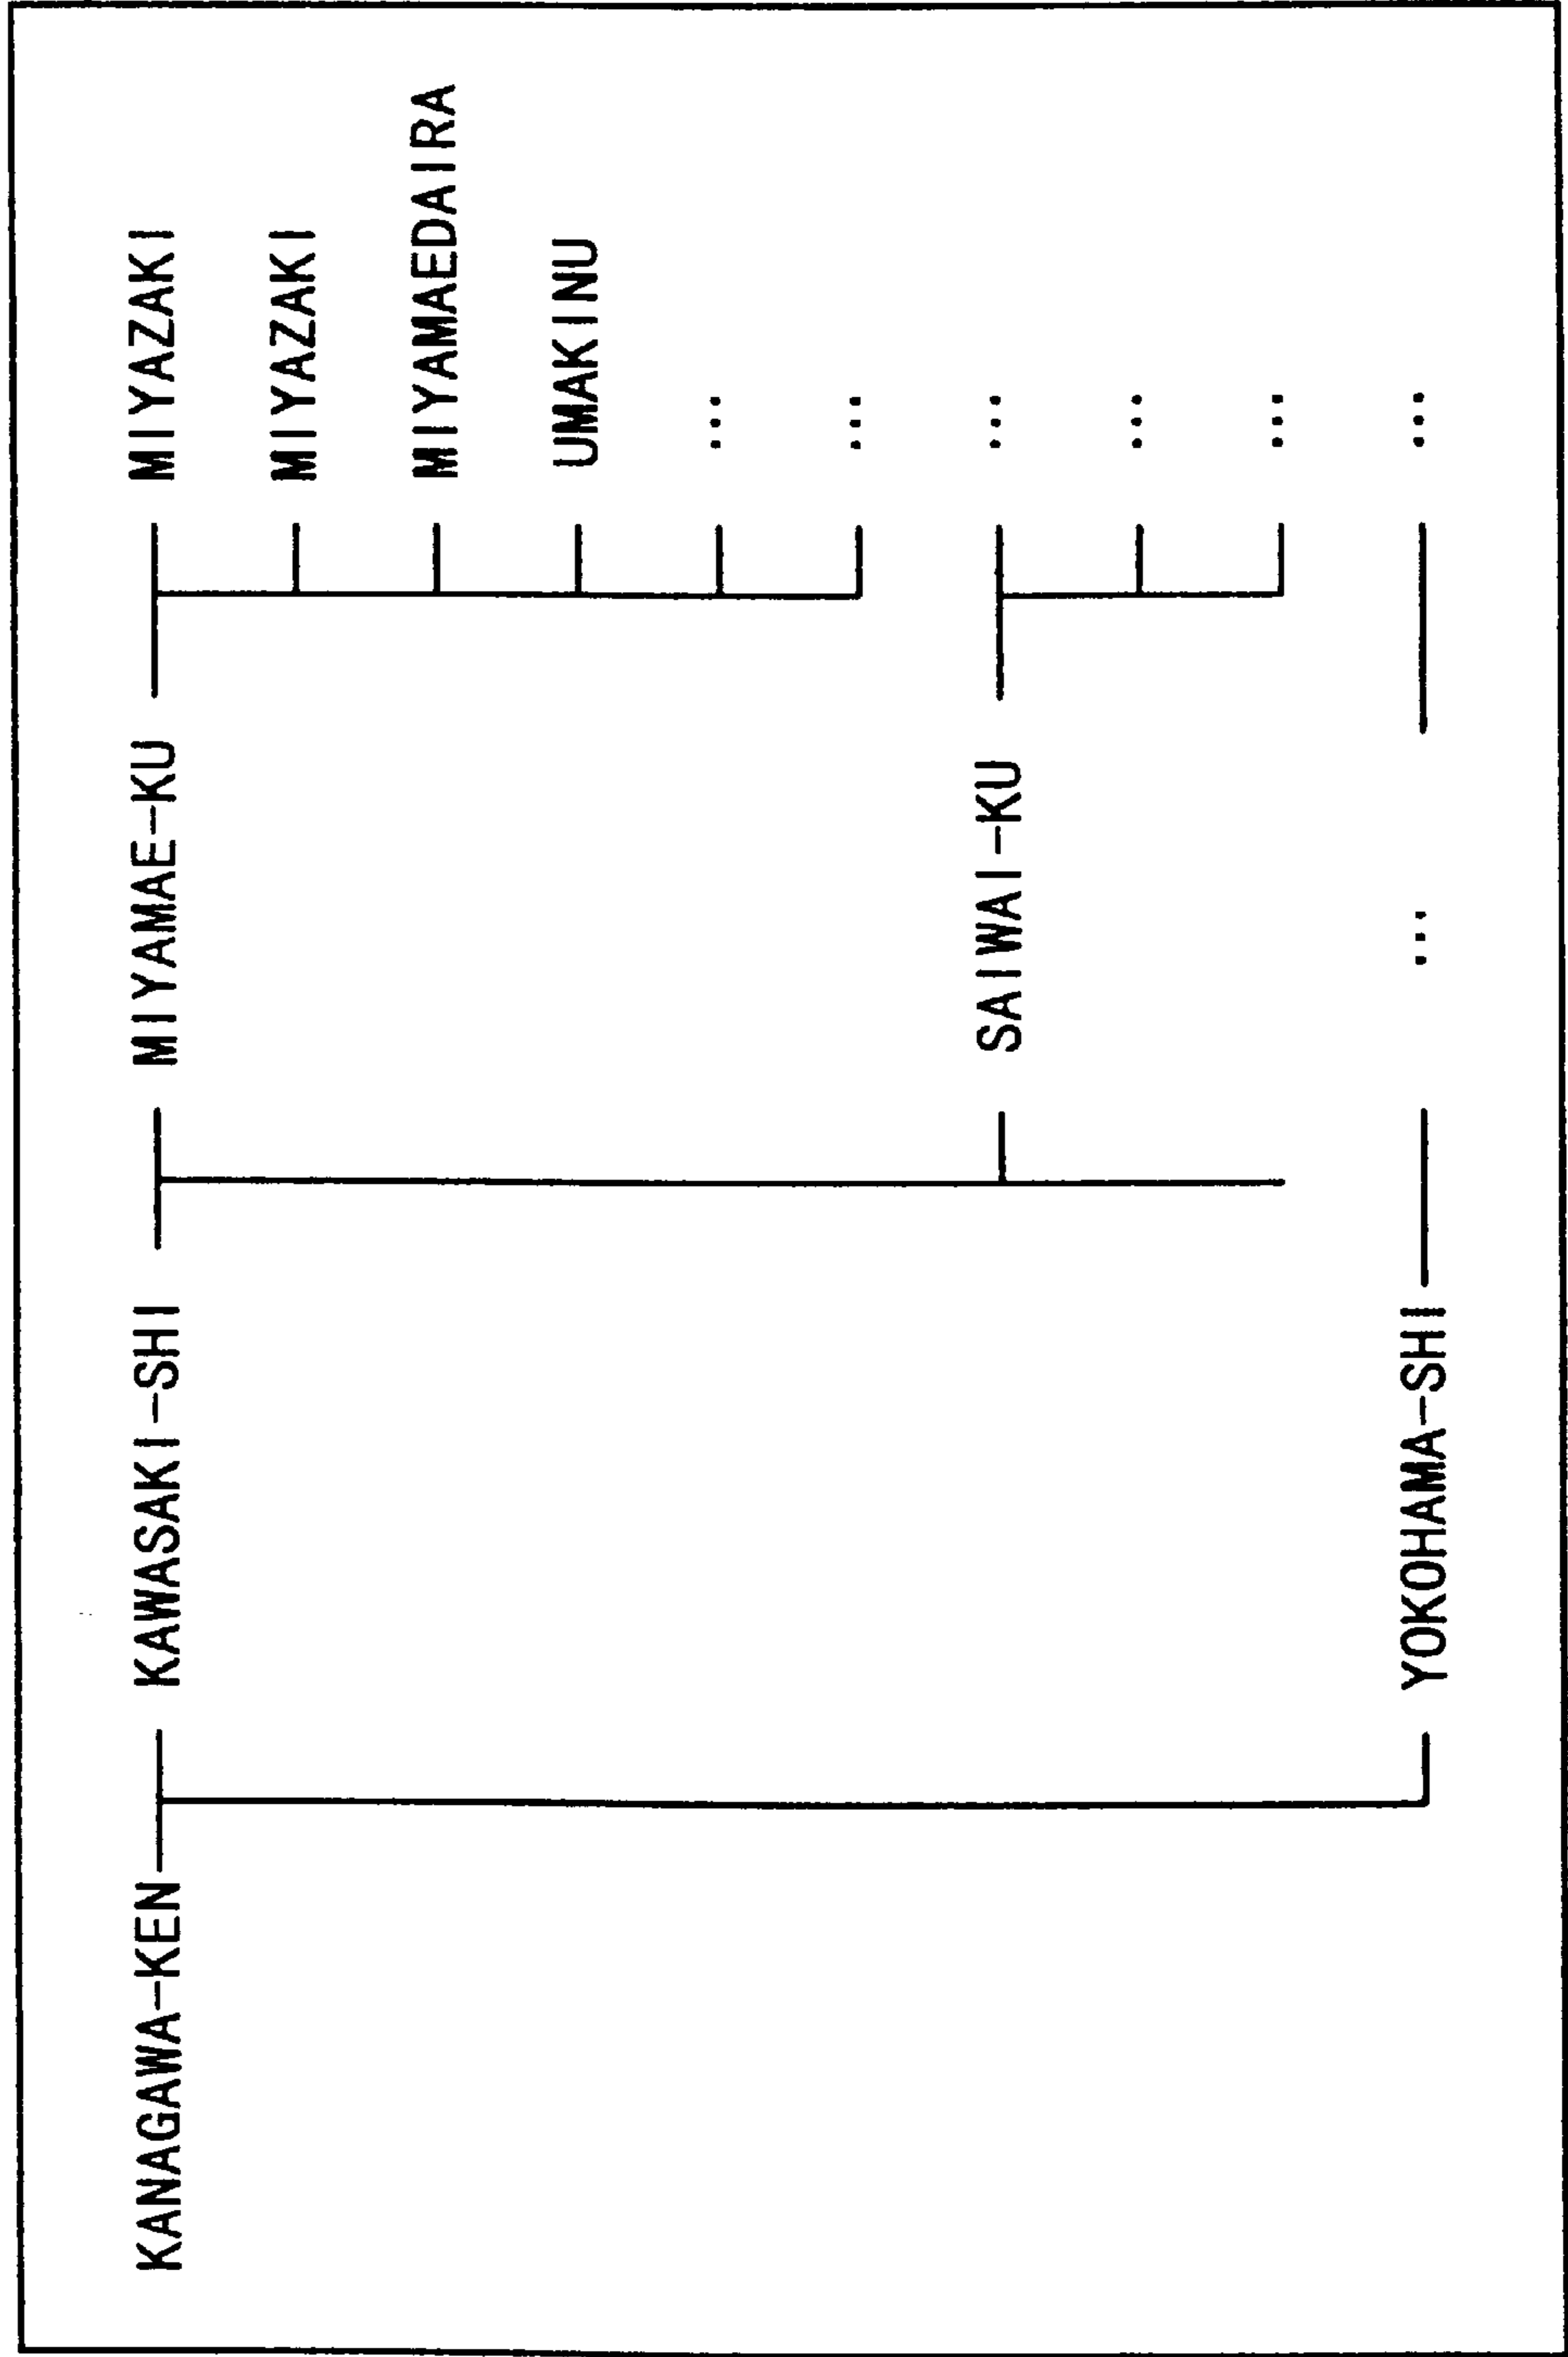 KANAGAWA-KEN KAWASAKI-SHI MIYAMAE-KU MIYAZAKI
MIYAZAKI
MIYAMAEDAIRA
UMAKINU
...
...
SAIWAI-KU ...
...
...
YOKOHAMA-SHI ... ...